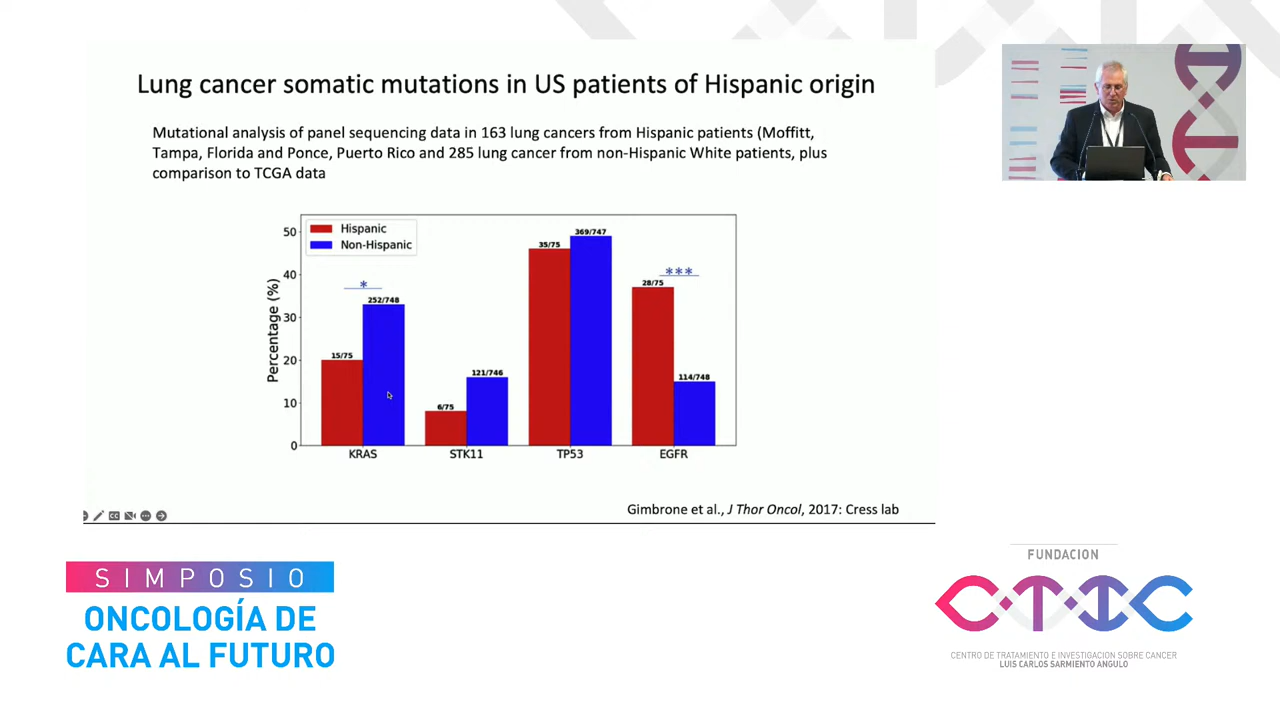 Lung cancer somatic mutations in US patients of Hispanic origin
Mutational analysis of panel sequencing data in 163 lung cancers from Hispanic patients (Moffitt,
Tampa, Florida and Ponce, Puerto Rico and 285 lung cancer from non-Hispanic White patients, plus
comparison to TCGA data
Hispanic
Non-Hispanic
Percentage (%)
50
40
30
20
10
0
*
***
15/75
252/748
6/75
121/746
35/75
369/747
28/75
114/748
KRAS
STK11
TP53
EGFR
Gimbrone et al., J Thor Oncol, 2017: Cress lab
SIMPOSIO
ONCOLOGÍA DE
CARA AL FUTURO
FUNDACION
CTIC
CENTRO DE TRATAMIENTO E INVESTIGACION SOBRE CANCER
LUIS CARLOS SARMIENTO ANGULO